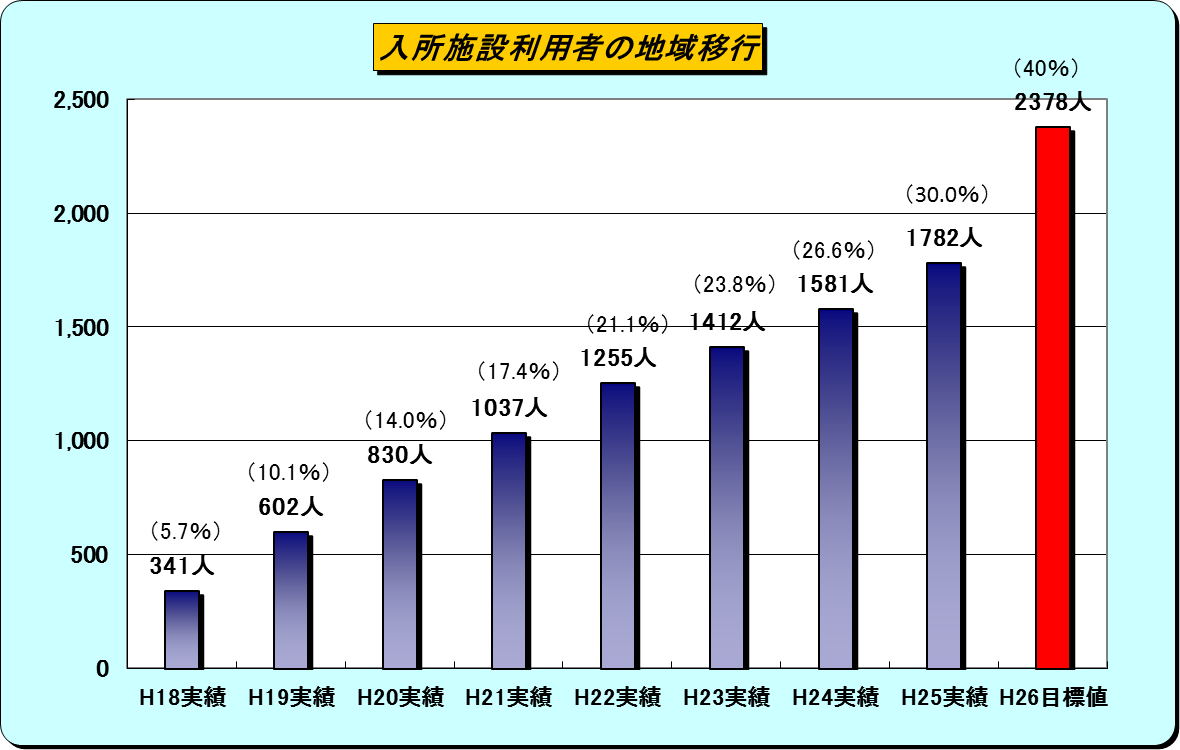 入所施設利用者の地域移行
2,500
2,000
1,500
1,000
500
0
（5.7％）
341人
（10.1％）
602人
（14.0％）
830人
（17.4％）
1037人
（21.1％）
1255人
（23.8％）
1412人
（26.6％）
1581人
（30.0％）
1782人
（40％）
2378人
H18実績 H19実績 H20実績 H21実績 H22実績 H23実績 H24実績 H25実績 H26目標値